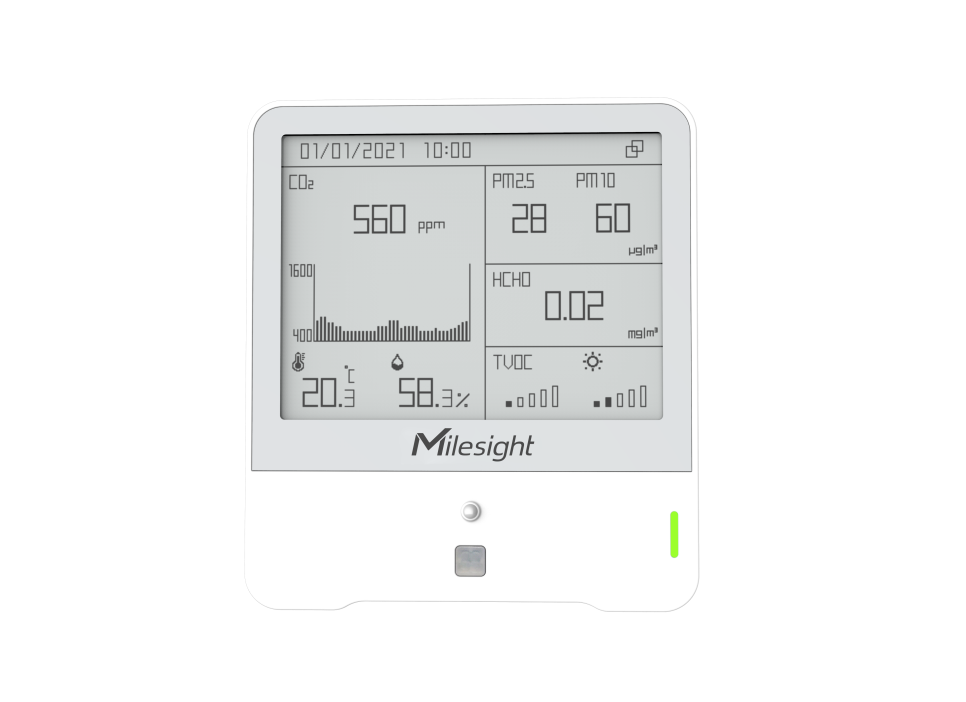 01/01/2021 10:00
CO₂
560 ppm
1600
400
20.3 °C
58.3%
PM2.5 PM10
28 60
µg/m³
HCHO
0.02
mg/m³
TVOC
Milesight